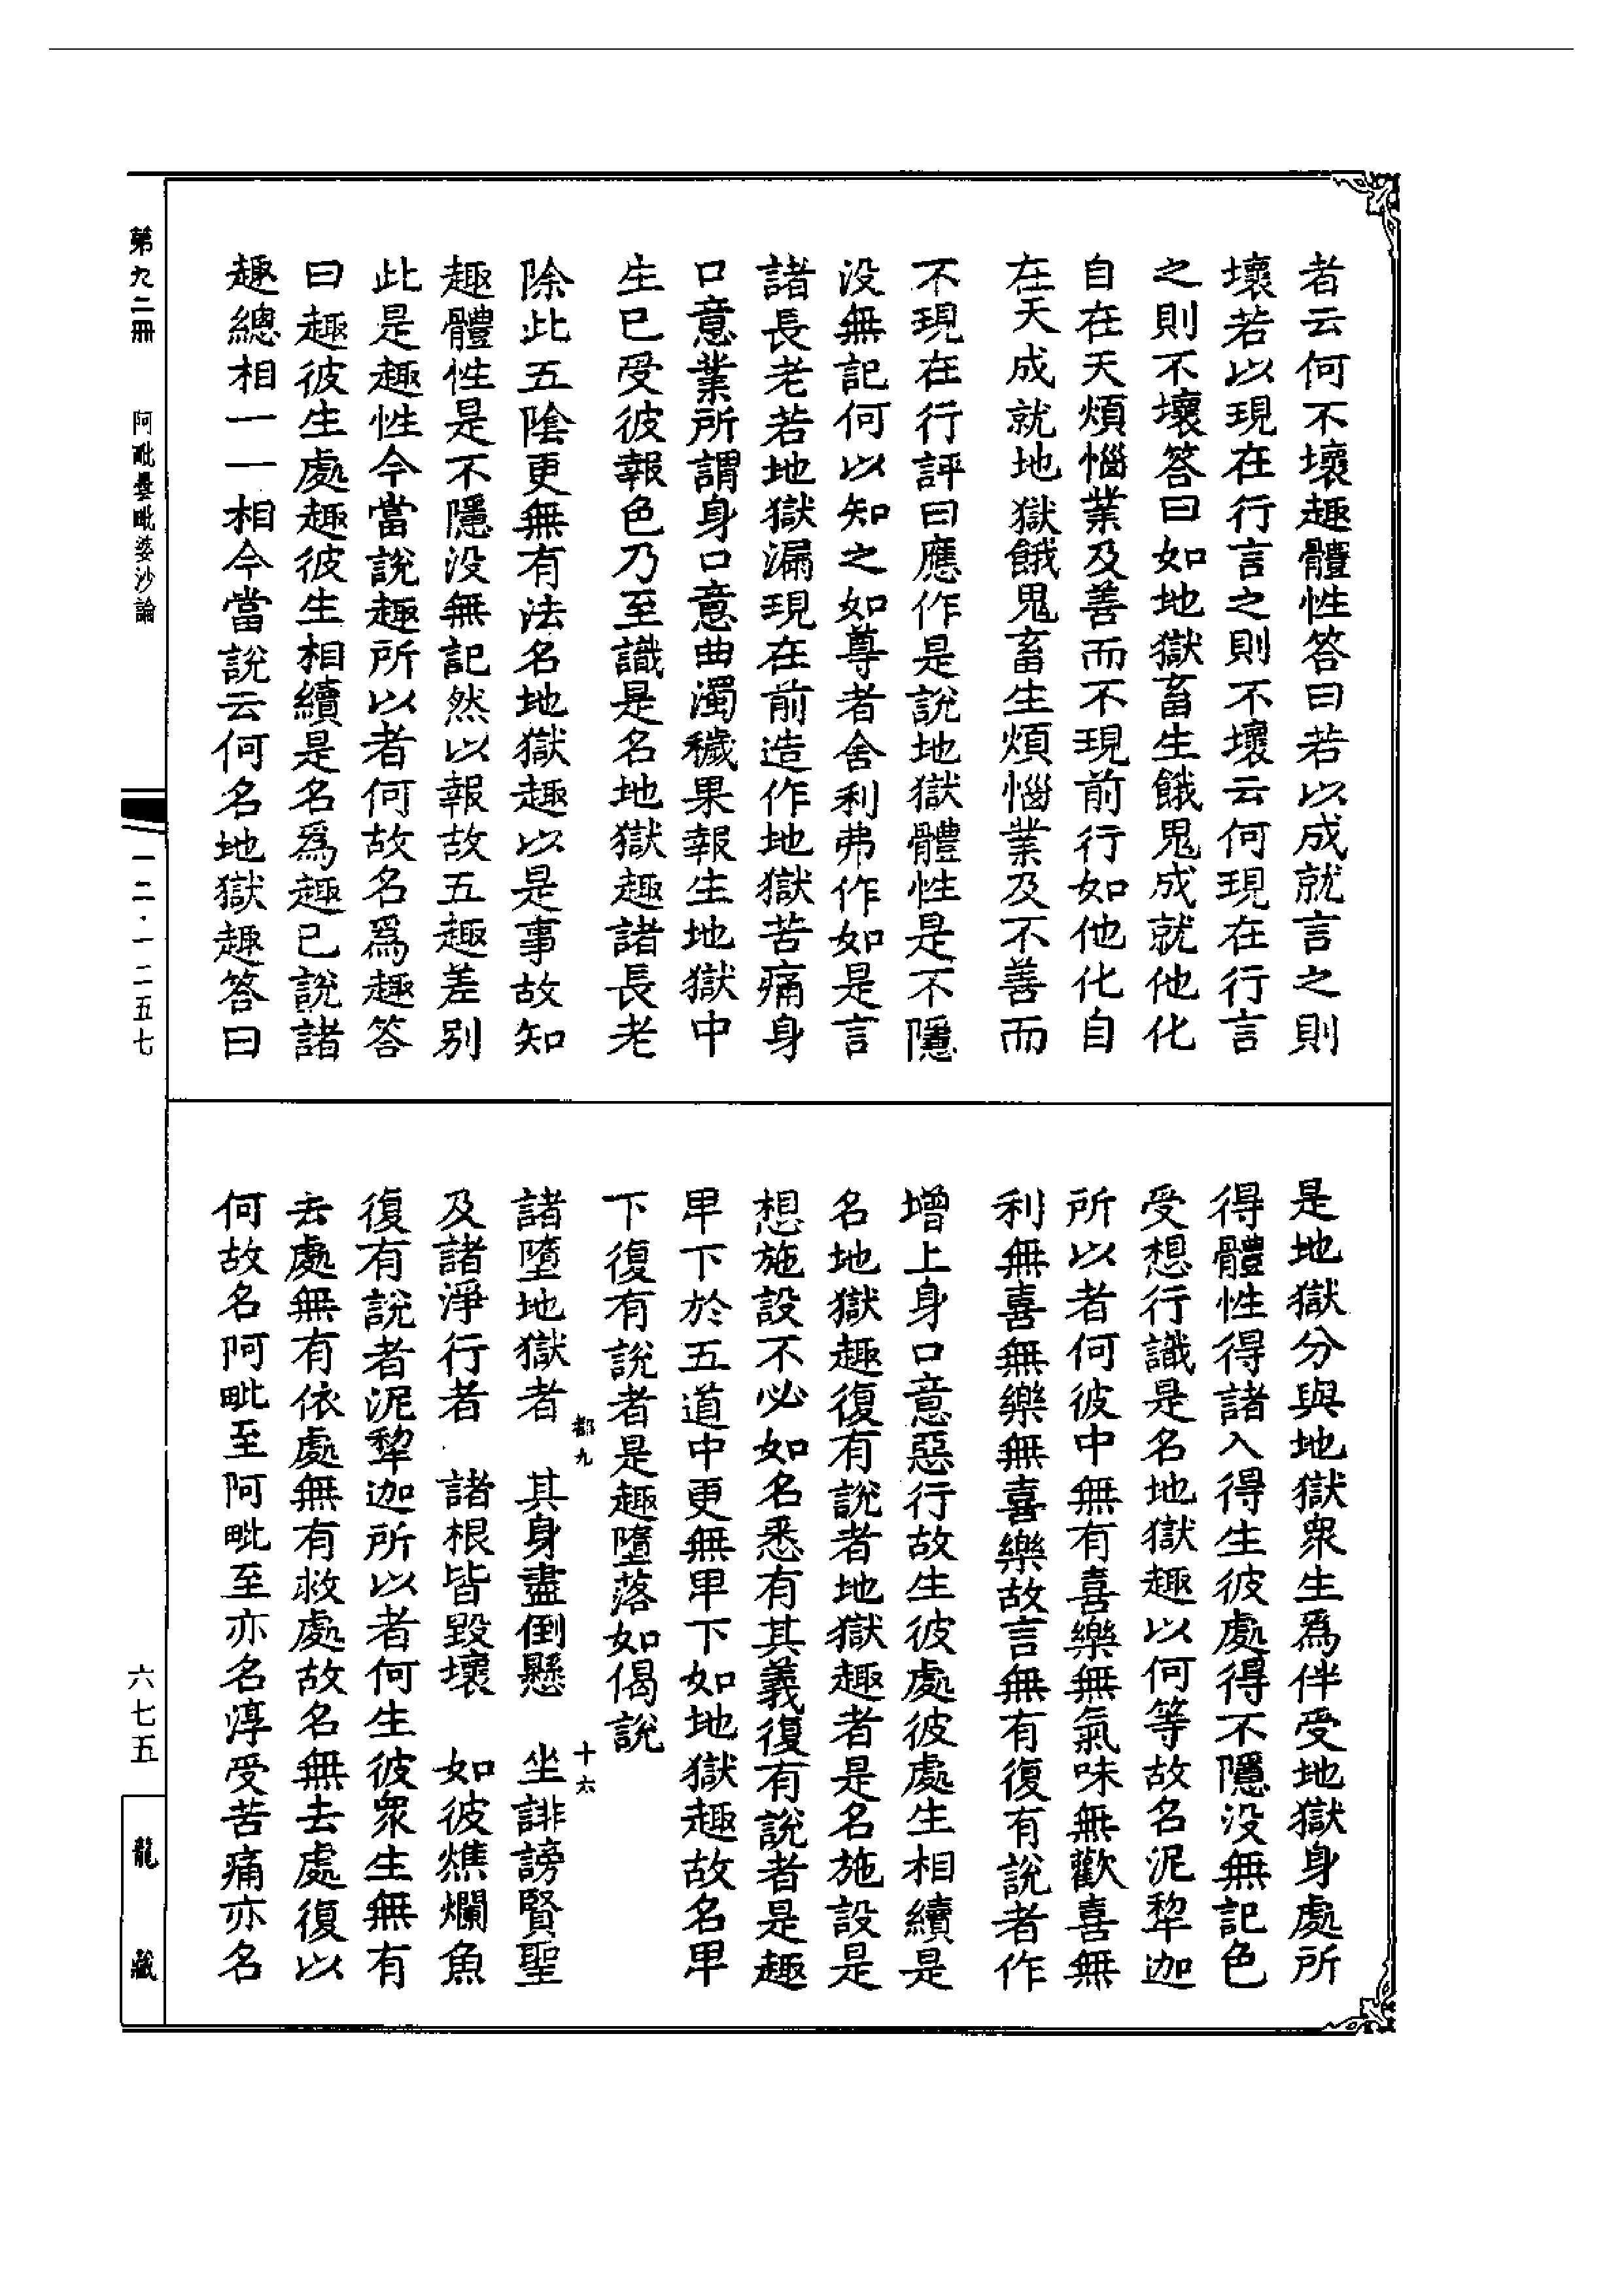 者云何不壞趣體性答曰若以成就言之則
壞若以現在行言之則不壞云何現在行言
之則不壞答曰如地獄畜生餓鬼成就他化
自在天煩惱業及善而不現前行如他化自
在天成就地獄餓鬼畜生煩惱業及不善而
不現在行評曰應作是說地獄體性是不隱
没無記何以知之如尊者舍利弗作如是言
諸長老若地獄漏現在前造作地獄苦痛身
口意業所謂身口意曲濁穢果報生地獄中
生已受彼報色乃至識是名地獄趣諸長老
除此五陰更無有法名地獄趣以是事故知
趣體性是不隱没無記然以報故五趣差別
此是趣性今當說趣所以者何故名爲趣答
曰趣彼生處趣彼生相續是名爲趣已說諸
趣總相一一相今當說云何名地獄趣答曰
是地獄分與地獄衆生爲伴受地獄身處所
得體性得諸入得生彼處得不隱没無記色
受想行識是名地獄趣以何等故名泥犂迦
所以者何彼中無有喜樂無氣味無歡喜無
利無喜無樂無喜樂故言無有復有說者作
增上身口意惡行故生彼處彼處生相續是
名地獄趣復有說者地獄趣者是名施設是
想施設不必如名悉有其義復有說者是趣
卑下於五道中更無卑下如地獄趣故名卑
下復有說者是趣墮落如偈說
都九
十六
諸墮地獄者　其身盡倒懸　坐誹謗賢聖
及諸淨行者　諸根皆毀壞　如彼燋爛魚
復有說者泥犂迦所以者何生彼衆生無有
去處無有依處無有救處故名無去處復以
何故名阿毗至阿毗至亦名淳受苦痛亦名
第九二冊
阿毗曇毗婆沙論
一二·一二五七
六七五
龍藏